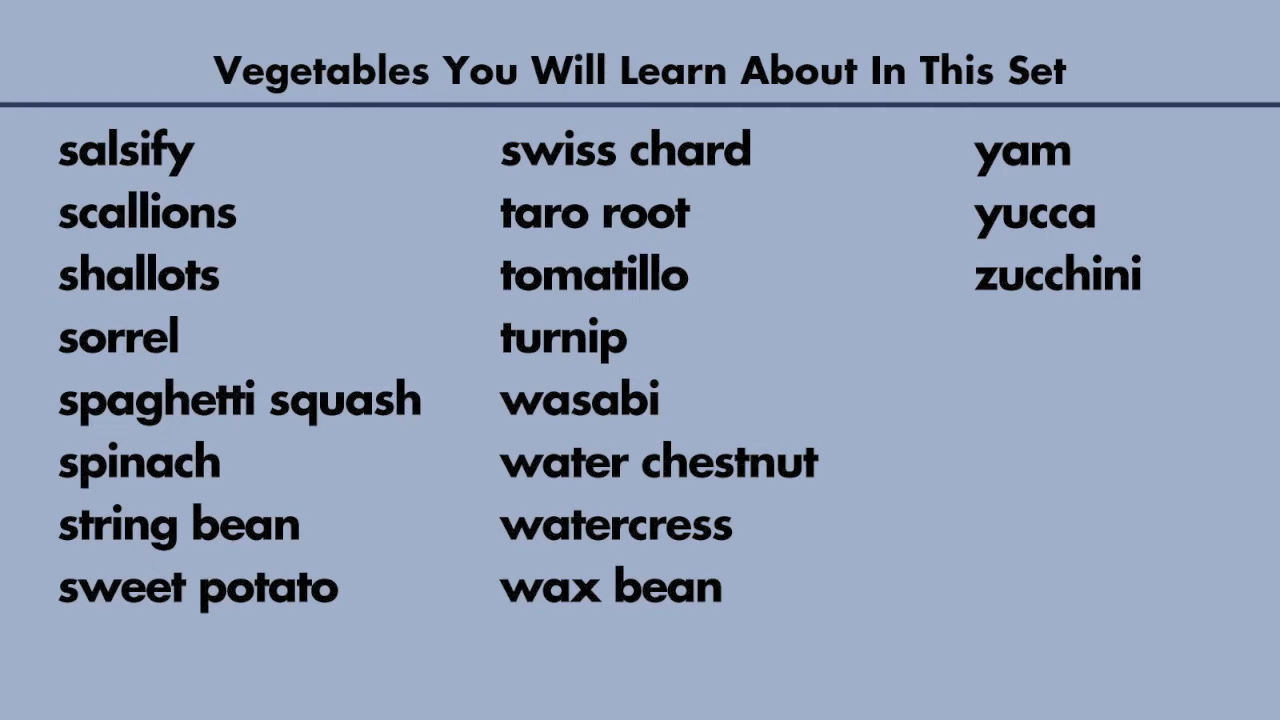 Vegetables You Will Learn About In This Set
salsify
scallions
shallots
sorrel
spaghetti squash
spinach
string bean
sweet potato
swiss chard
taro root
tomatillo
turnip
wasabi
water chestnut
watercress
wax bean
yam
yucca
zucchini